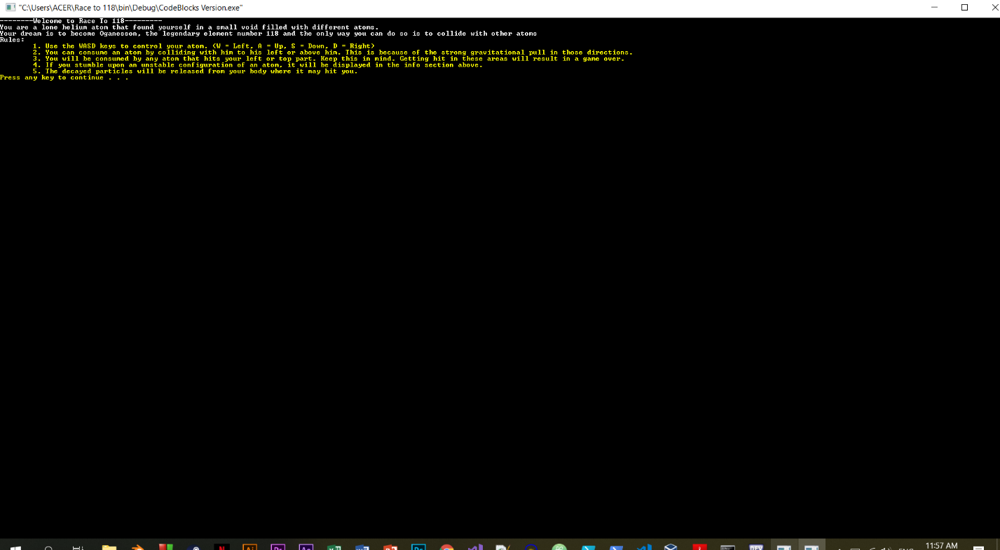 "C:\Users\ACER\Race to 118\bin\Debug\CodeBlocks Version.exe"
--------Welcome to Race To 118---------
You are a lone helium atom that found yourself in a small void filled with different atoms.
Your dream is to become Oganesson, the legendary element number 118 and the only way you can do so is to collide with other atoms
Rules:
1. Use the WASD keys to control your atom. (W = Left, A = Up, S = Down, D = Right)
2. You can consume an atom by colliding with him to his left or above him. This is because of the strong gravitational pull in those directions.
3. You will be consumed by any atom that hits your left or top part. Keep this in mind. Getting hit in these areas will result in a game over.
4. If you stumble upon an unstable configuration of an atom, it will be displayed in the info section above.
5. The decayed particles will be released from your body where it may hit you.
Press any key to continue . . .
11:57 AM